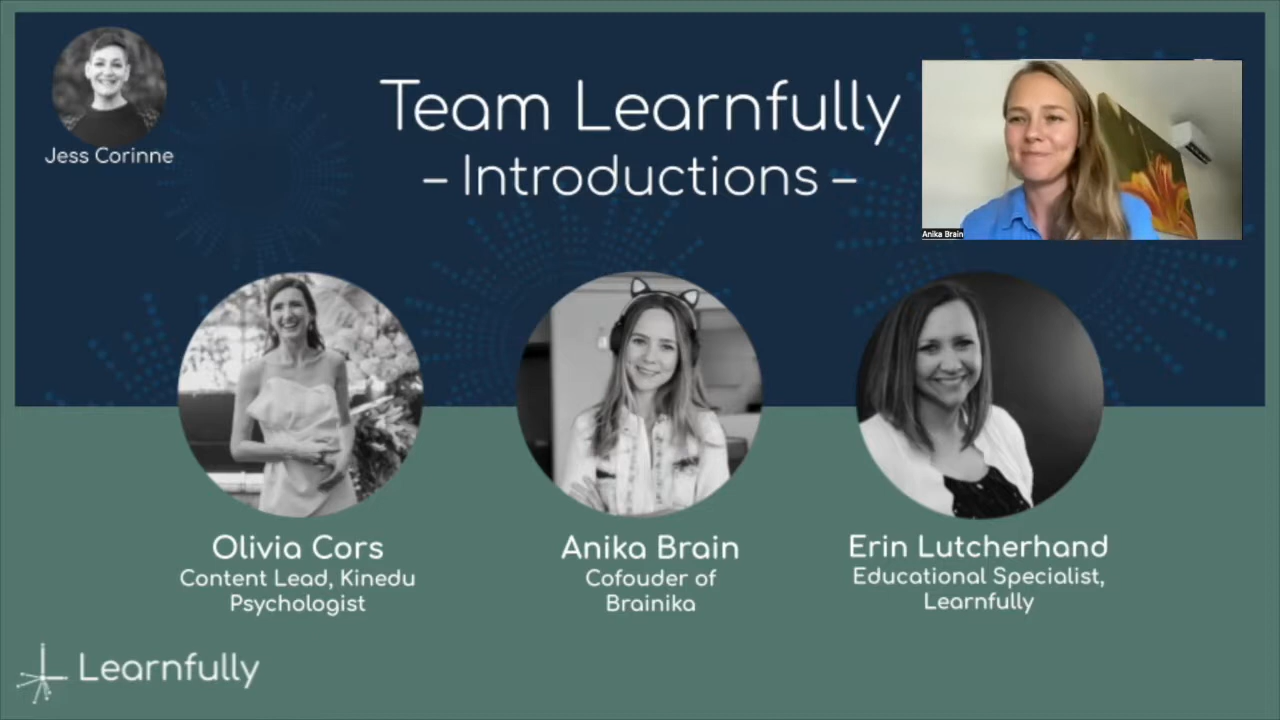 Jess Corinne
Team Learnfully
– Introductions –
Anika Brain
Olivia Cors
Content Lead, Kinedu
Psychologist
Anika Brain
Cofouder of
Brainika
Erin Lutcherhand
Educational Specialist,
Learnfully
Learnfully